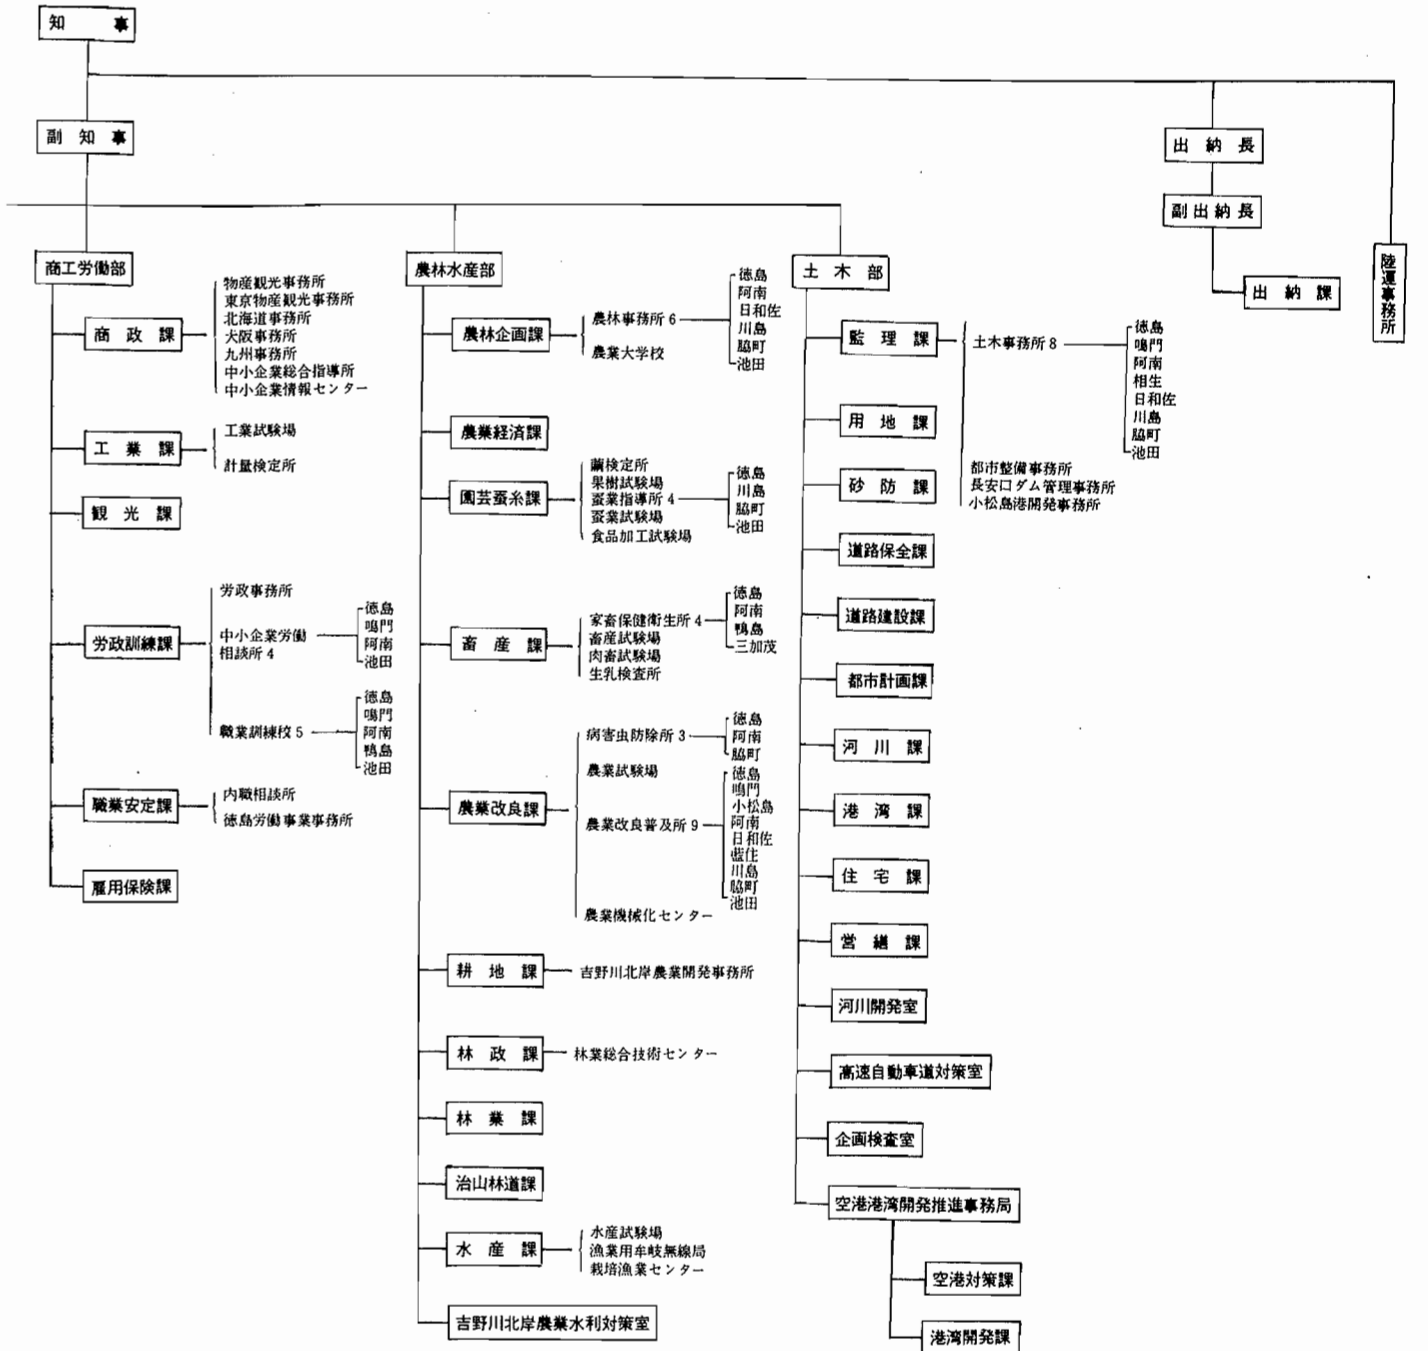 知事
副知事
出納長
副出納長
出納課
陸運事務所
商工労働部
商政課
物産観光事務所
東京物産観光事務所
北海道事務所
大阪事務所
九州事務所
中小企業総合指導所
中小企業情報センター
工業課
工業試験場
計量検定所
観光課
労政訓練課
労政事務所
中小企業労働
相談所 4
徳島
鳴門
阿南
池田
職業訓練校 5
徳島
鳴門
阿南
鴨島
池田
職業安定課
内職相談所
徳島労働事業事務所
雇用保険課
農林水産部
農林企画課
農林事務所 6
徳島
阿南
日和佐
川島
脇町
池田
農業大学校
農業経済課
園芸蚕糸課
繭検定所
果樹試験場
蚕業指導所 4
徳島
川島
脇町
池田
蚕業試験場
食品加工試験場
畜産課
家畜保健衛生所 4
徳島
阿南
鴨島
三加茂
畜産試験場
肉畜試験場
生乳検査所
農業改良課
病害虫防除所 3
徳島
阿南
脇町
農業試験場
農業改良普及所 9
徳島
鳴門
小松島
阿南
日和佐
藍住
川島
脇町
池田
農業機械化センター
耕地課
吉野川北岸農業開発事務所
林政課
林業総合技術センター
林業課
治山林道課
水産課
水産試験場
漁業用牟岐無線局
栽培漁業センター
吉野川北岸農業水利対策室
土木部
監理課
土木事務所 8
徳島
鳴門
阿南
相生
日和佐
川島
脇町
池田
都市整備事務所
長安口ダム管理事務所
小松島港開発事務所
用地課
砂防課
道路保全課
道路建設課
都市計画課
河川課
港湾課
住宅課
営繕課
河川開発室
高速自動車道対策室
企画検査室
空港港湾開発推進事務局
空港対策課
港湾開発課